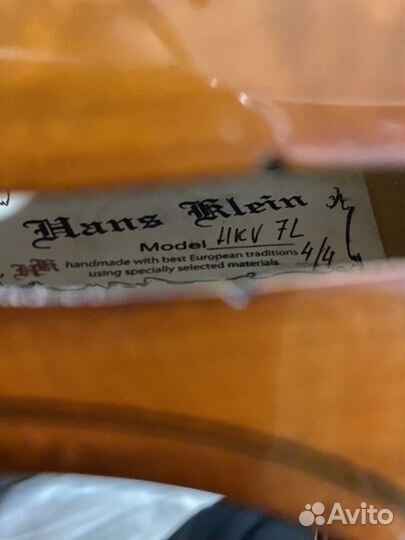 Hans Klein
Model HKV 7L
4/4
HK handmade with best European traditions
using specially selected materials
Avito